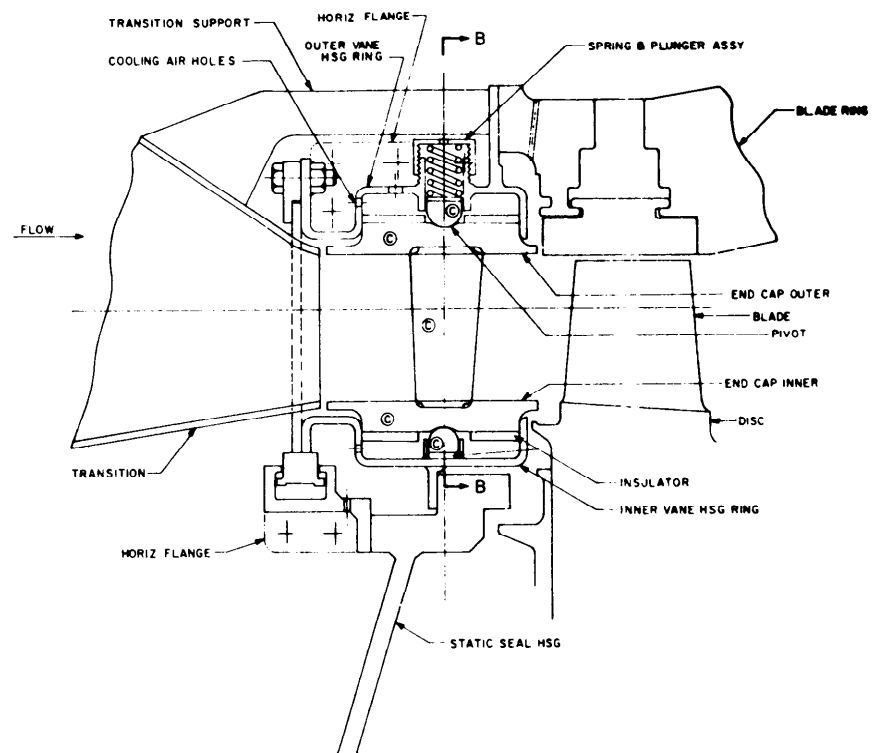 TRANSITION SUPPORT
HORIZ FLANGE
OUTER VANE
HSG RING
COOLING AIR HOLES
B
SPRING & PLUNGER ASSY
BLADE RING
FLOW
C
C
C
END CAP OUTER
BLADE
PIVOT
END CAP INNER
C
C
DISC
TRANSITION
B
INSULATOR
INNER VANE HSG RING
HORIZ FLANGE
STATIC SEAL HSG